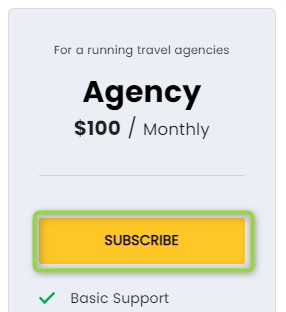 For a running travel agencies
Agency
$100 / Monthly
SUBSCRIBE
Basic Support